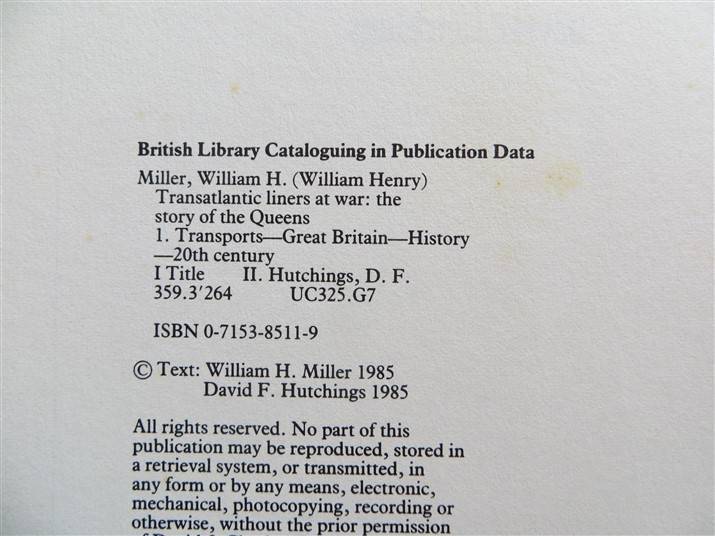 British Library Cataloguing in Publication Data
Miller, William H. (William Henry)
Transatlantic liners at war: the
story of the Queens
1. Transports—Great Britain—History
—20th century
I Title II. Hutchings, D. F.
359.3'264 UC325.G7
ISBN 0-7153-8511-9
© Text: William H. Miller 1985
David F. Hutchings 1985
All rights reserved. No part of this
publication may be reproduced, stored in
a retrieval system, or transmitted, in
any form or by any means, electronic,
mechanical, photocopying, recording or
otherwise, without the prior permission